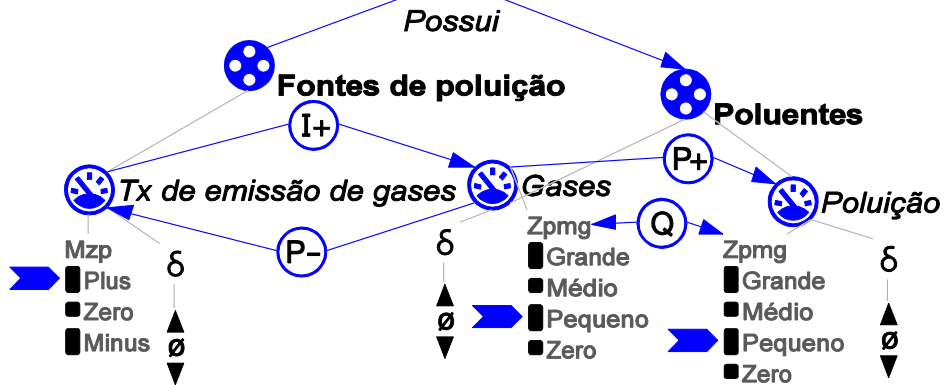 Possui
Fontes de poluição
Poluentes
I+
P+
Tx de emissão de gases
Gases
Poluição
P–
Q
Mzp
Plus
Zero
Minus
δ
ø
δ
ø
Zpmg
Grande
Médio
Pequeno
Zero
Zpmg
Grande
Médio
Pequeno
Zero
δ
ø